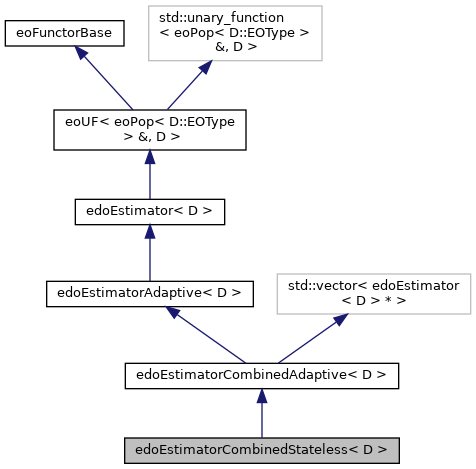 eoFunctorBase
std::unary_function
< eoPop< D::EOType >
&, D >
eoUF< eoPop< D::EOType
> &, D >
edoEstimator< D >
edoEstimatorAdaptive< D >
std::vector< edoEstimator
< D > * >
edoEstimatorCombinedAdaptive< D >
edoEstimatorCombinedStateless< D >